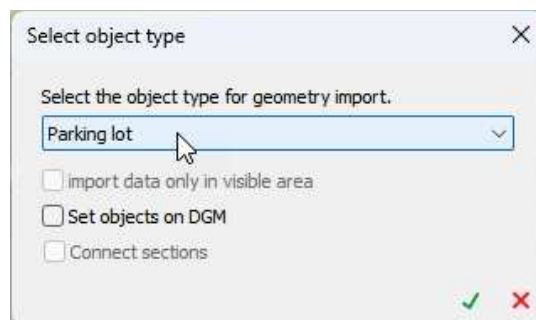 Select object type
Select the object type for geometry import.
Parking lot
import data only in visible area
Set objects on DGM
Connect sections